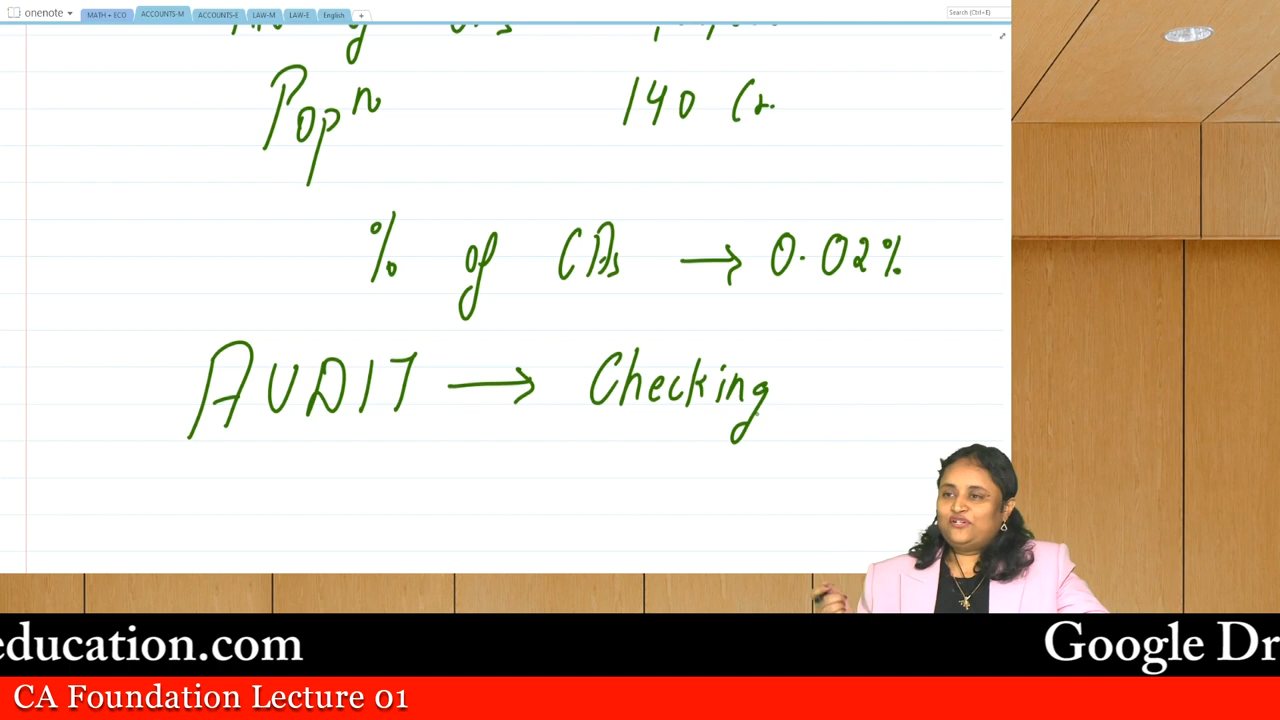 onenote
MATH + ECO ACCOUNTS-M ACCOUNTS-E LAW-M LAW-E English +
Search (Ctrl+E)
Popn 140 Cr.
% of CAs → 0.02%
AUDIT → Checking
education.com Google Dr
CA Foundation Lecture 01